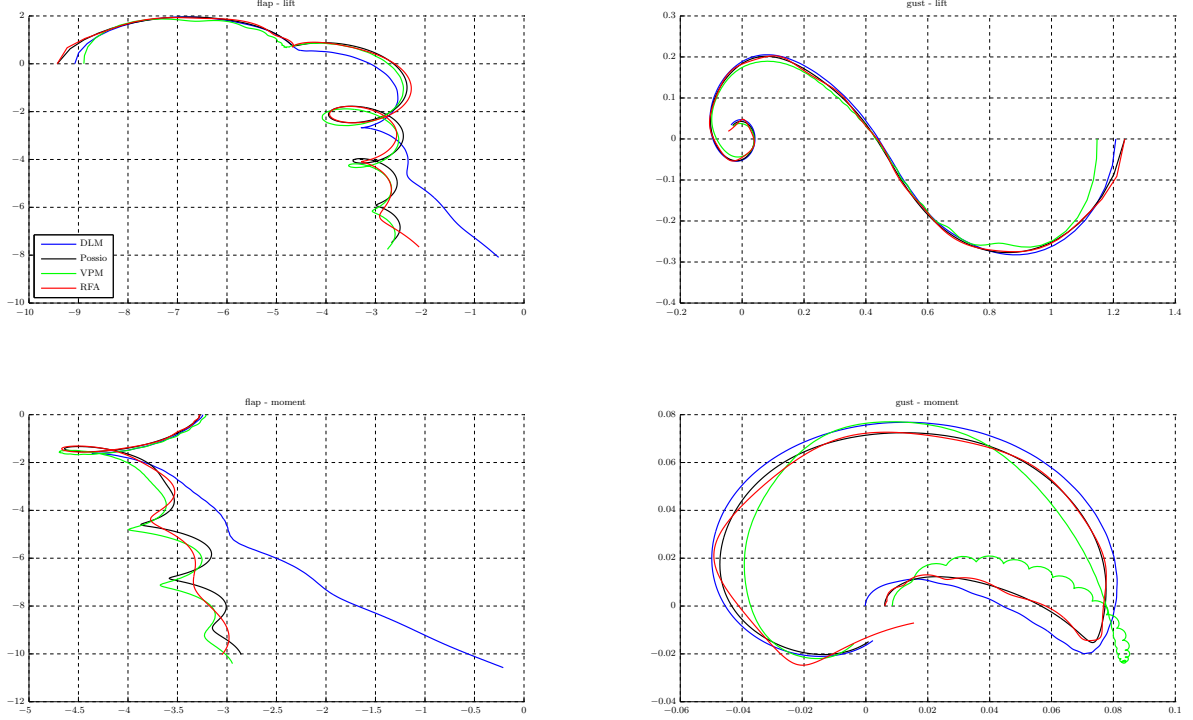 flap - lift
2
0
−2
−4
−6
−8
−10
−10 −9 −8 −7 −6 −5 −4 −3 −2 −1 0
DLM
Possio
VPM
RFA
gust - lift
0.3
0.2
0.1
0
−0.1
−0.2
−0.3
−0.4
−0.2 0 0.2 0.4 0.6 0.8 1 1.2 1.4
flap - moment
0
−2
−4
−6
−8
−10
−12
−5 −4.5 −4 −3.5 −3 −2.5 −2 −1.5 −1 −0.5 0
gust - moment
0.08
0.06
0.04
0.02
0
−0.02
−0.04
−0.06 −0.04 −0.02 0 0.02 0.04 0.06 0.08 0.1